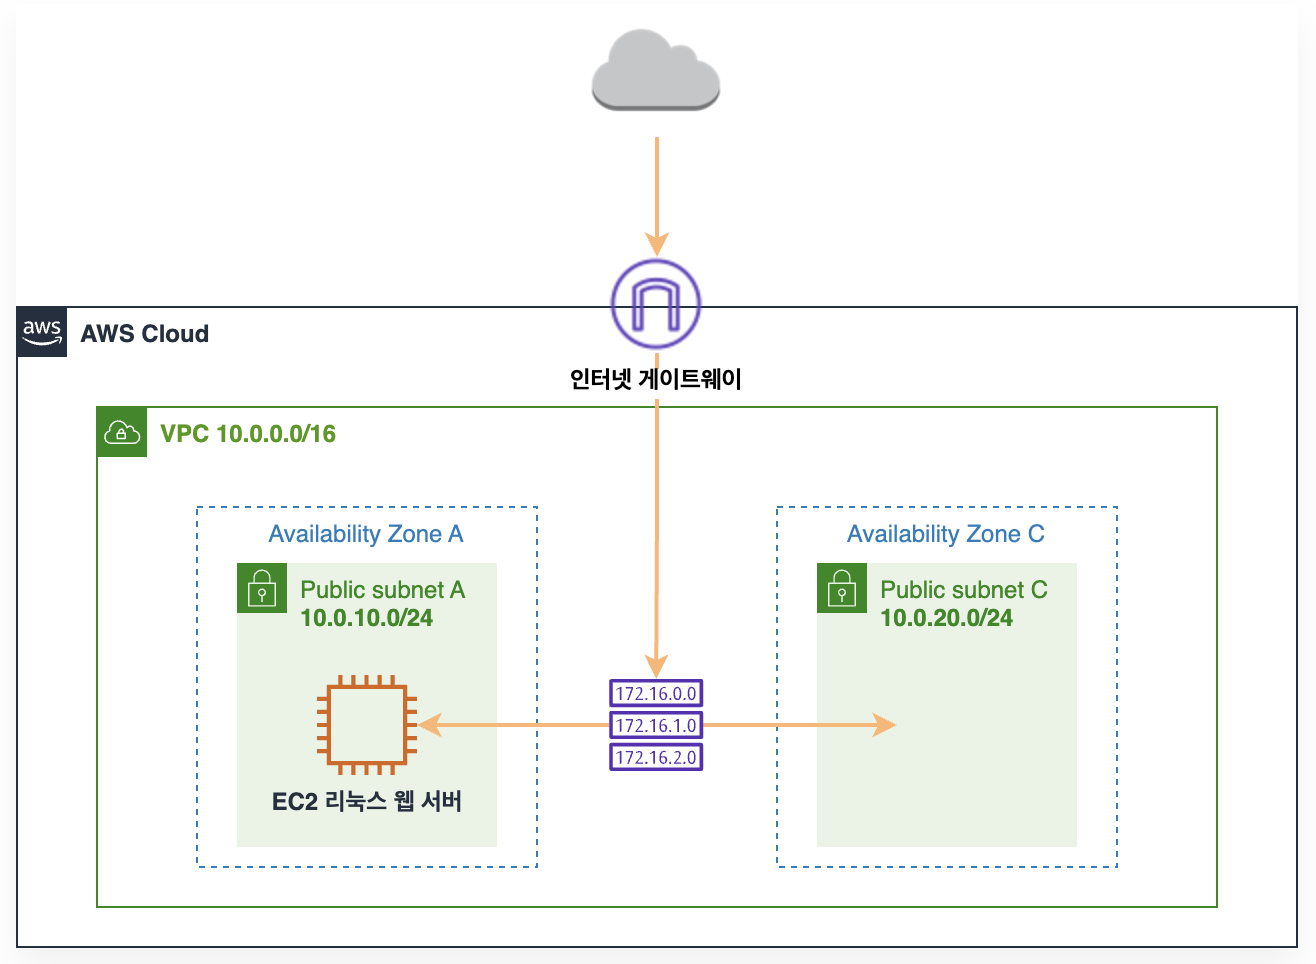 인터넷 게이트웨이
aws
AWS Cloud
VPC 10.0.0.0/16
Availability Zone A
Public subnet A
10.0.10.0/24
EC2 리눅스 웹 서버
172.16.0.0
172.16.1.0
172.16.2.0
Availability Zone C
Public subnet C
10.0.20.0/24